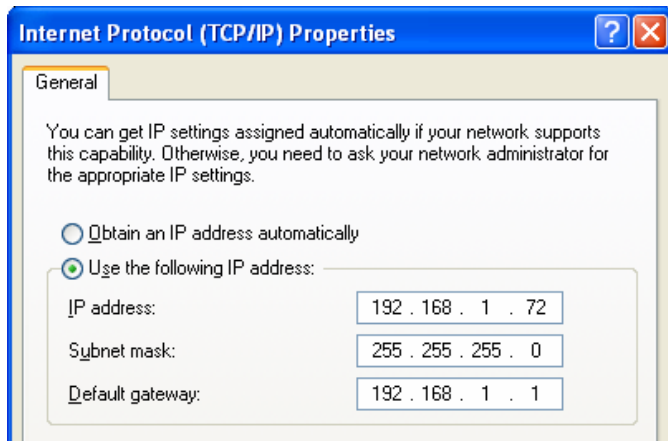 Internet Protocol (TCP/IP) Properties
General
You can get IP settings assigned automatically if your network supports
this capability. Otherwise, you need to ask your network administrator for
the appropriate IP settings.
Obtain an IP address automatically
Use the following IP address:
IP address: 192 . 168 . 1 . 72
Subnet mask: 255 . 255 . 255 . 0
Default gateway: 192 . 168 . 1 . 1